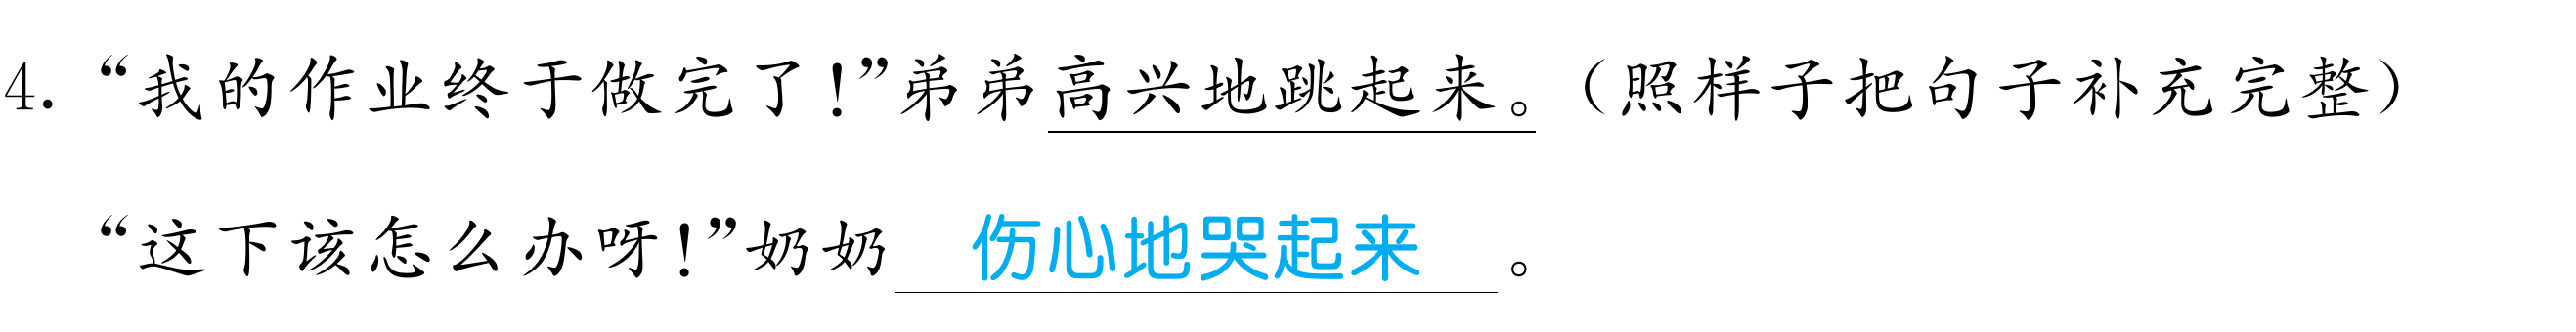 4. “我的作业终于做完了!”弟弟高兴地跳起来。(照样子把句子补充完整)
“这下该怎么办呀!”奶奶 伤心地哭起来 。